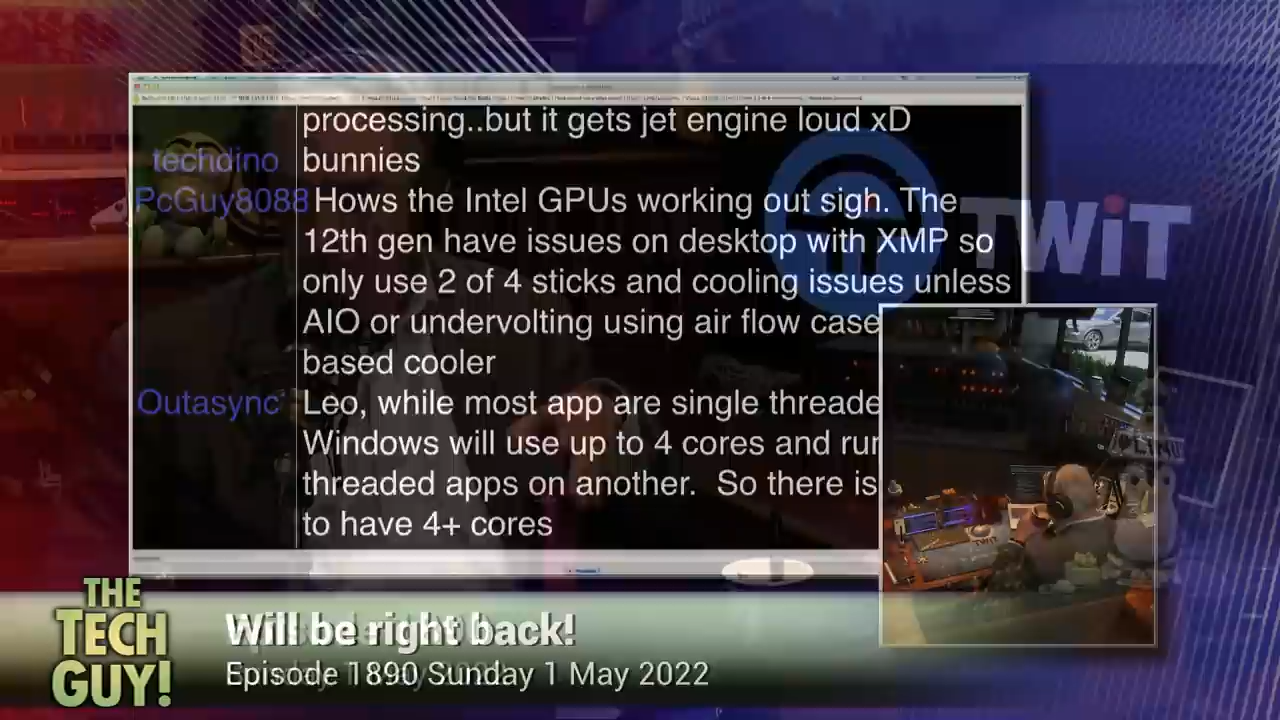 processing..but it gets jet engine loud xD
techdino bunnies
PcGuy8088 Hows the Intel GPUs working out sigh. The
12th gen have issues on desktop with XMP so
only use 2 of 4 sticks and cooling issues unless
AIO or undervolting using air flow case
based cooler
Outasync Leo, while most app are single threade
Windows will use up to 4 cores and run
threaded apps on another. So there is
to have 4+ cores
TWiT
THE
TECH
GUY!
Will be right back!
Episode 1890 Sunday 1 May 2022